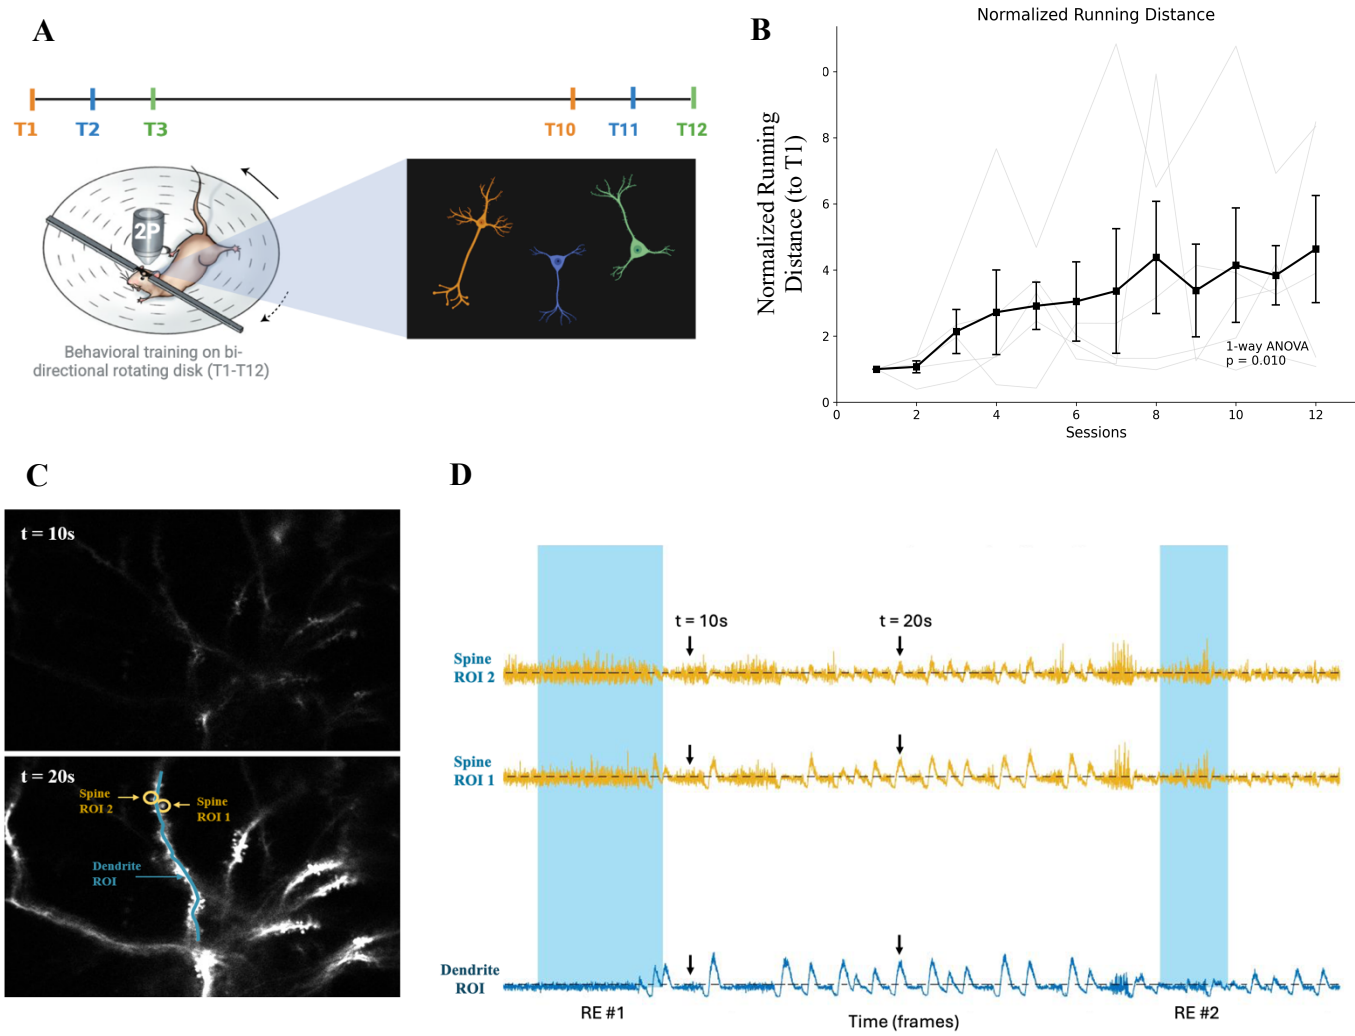 A
T1
T2
T3
T10
T11
T12
2P
Behavioral training on bi-
directional rotating disk (T1-T12)
B
Normalized Running Distance
Normalized Running
Distance (to T1)
0
8
6
4
2
0
0
2
4
6
8
10
12
1-way ANOVA
p = 0.010
Sessions
C
t = 10s
t = 20s
Spine
ROI 2
Spine
ROI 1
Dendrite
ROI
D
t = 10s
t = 20s
Spine
ROI 2
Spine
ROI 1
Dendrite
ROI
RE #1
Time (frames)
RE #2